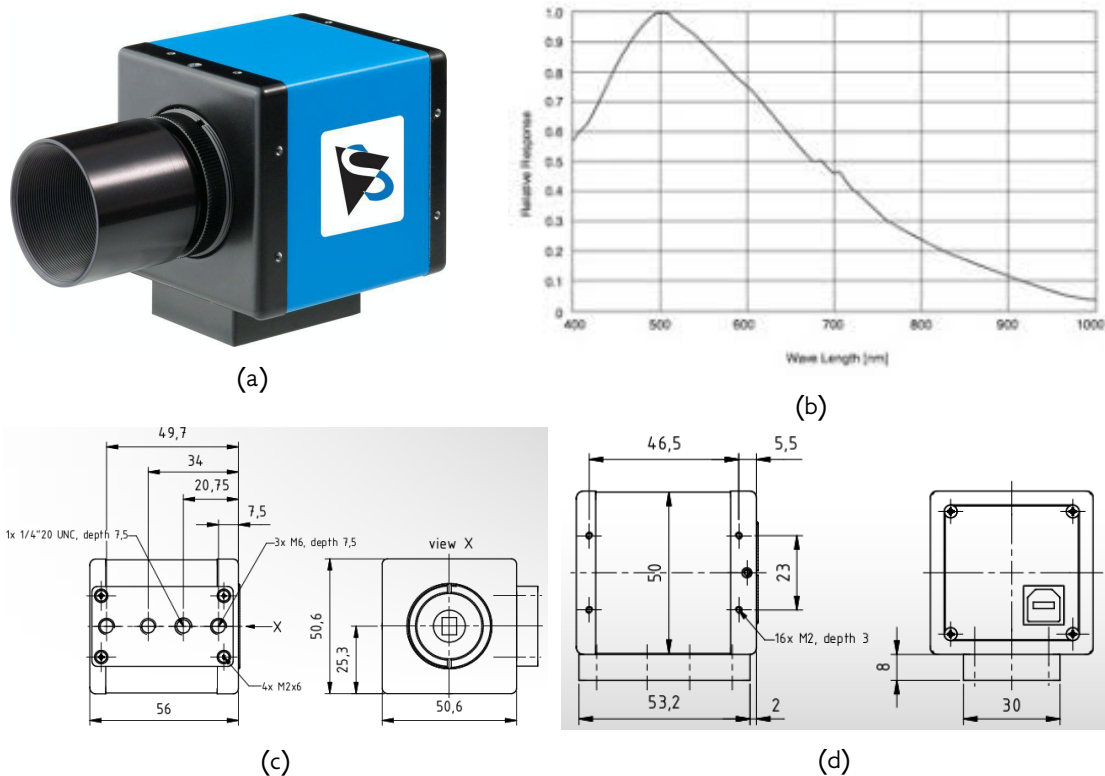 S
(a)
1.0
0.9
0.8
0.7
0.6
0.5
0.4
0.3
0.2
0.1
0
Relative Response
400 500 600 700 800 900 1000
Wave Length [nm]
(b)
49,7
34
20,75
7,5
1x 1/4"20 UNC, depth 7,5
3x M6, depth 7,5
X
4x M2x6
56
view X
50,6
25,3
50,6
(c)
46,5
5,5
50
23
16x M2, depth 3
53,2
2
8
30
(d)